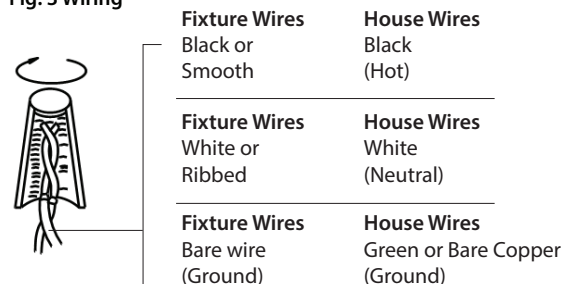 Fig. 3 Wiring
Fixture Wires House Wires
Black or Black
Smooth (Hot)
Fixture Wires House Wires
White or White
Ribbed (Neutral)
Fixture Wires House Wires
Bare wire Green or Bare Copper
(Ground) (Ground)